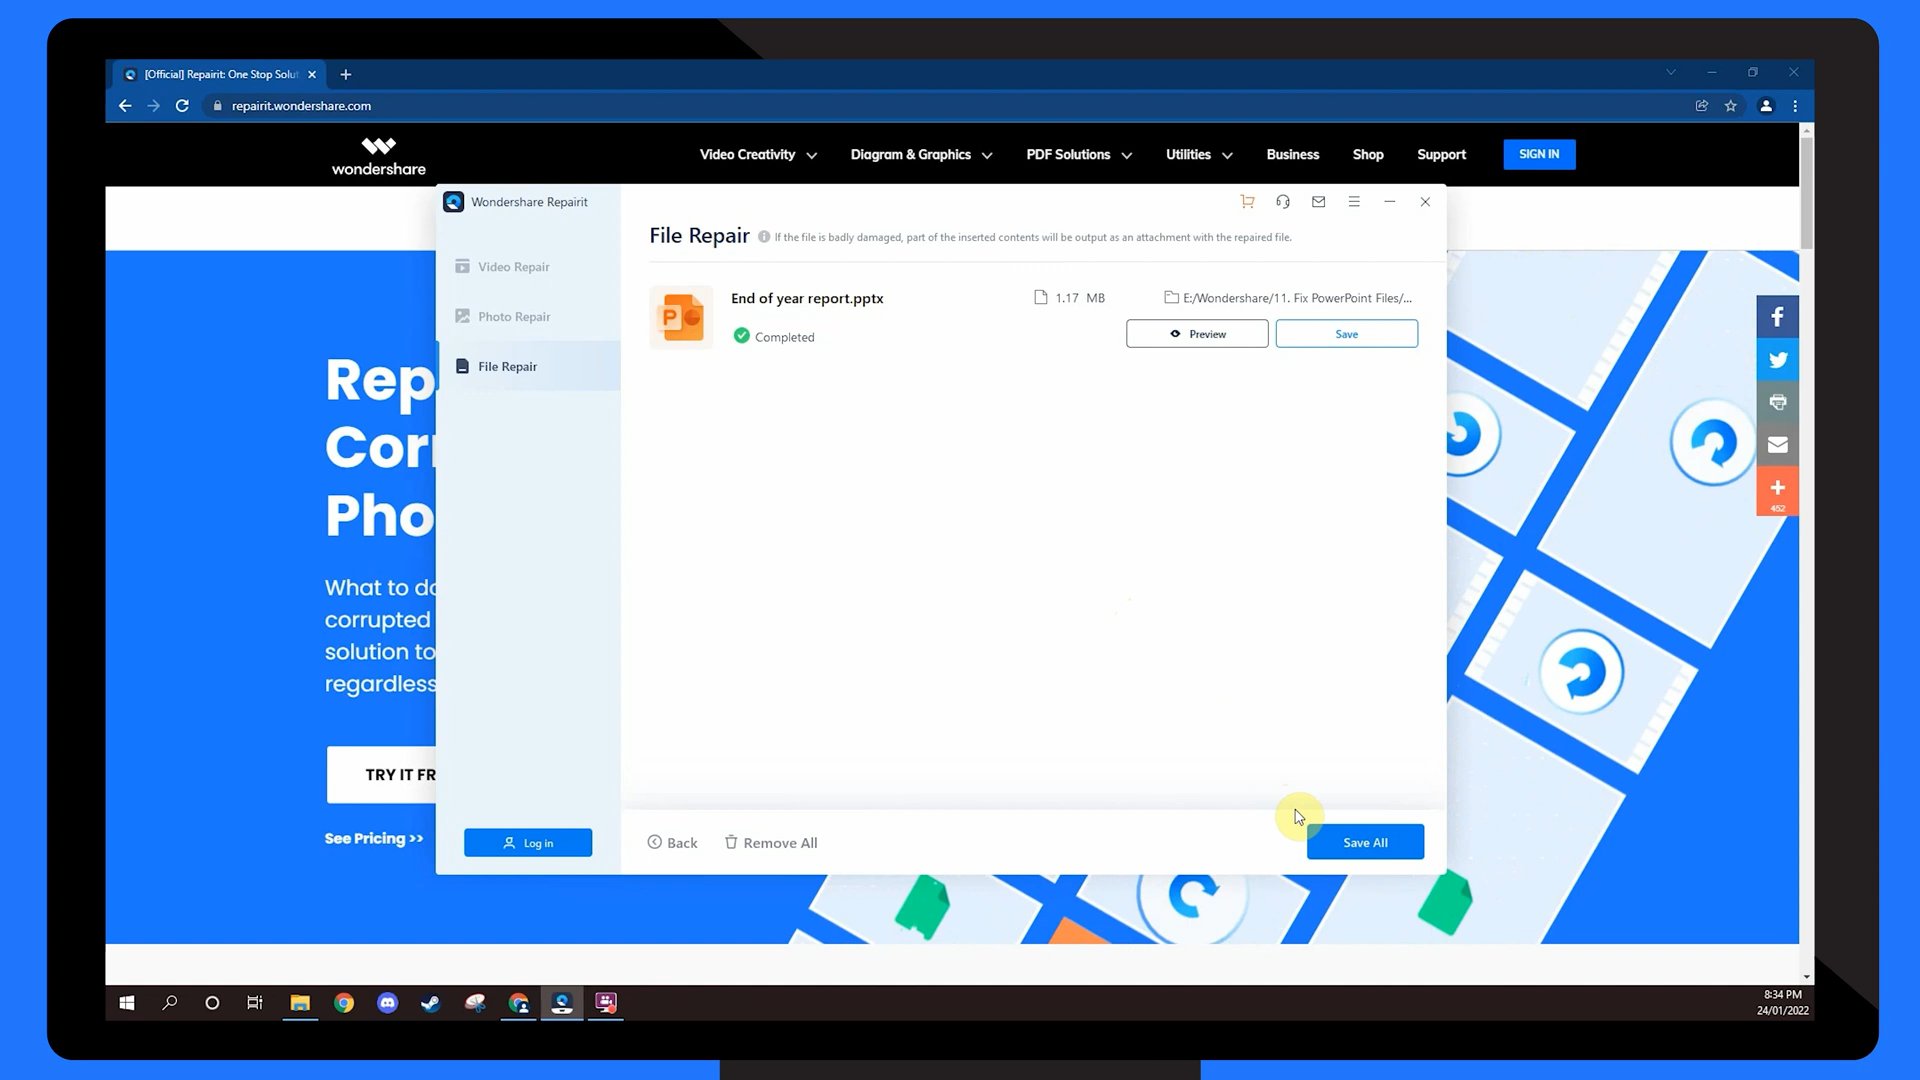 [Official] Repairit: One Stop Solut
repairit.wondershare.com
wondershare
Video Creativity
Diagram & Graphics
PDF Solutions
Utilities
Business
Shop
Support
SIGN IN
Wondershare Repairit
Video Repair
Photo Repair
File Repair
Log in
File Repair
If the file is badly damaged, part of the inserted contents will be output as an attachment with the repaired file.
P
End of year report.pptx
1.17 MB
E:/Wondershare/11. Fix PowerPoint Files/...
Completed
Preview
Save
Back
Remove All
Save All
Rep
Corr
Pho
What to do
corrupted
solution to
regardless
TRY IT FR
See Pricing >>
452
8:34 PM
24/01/2022